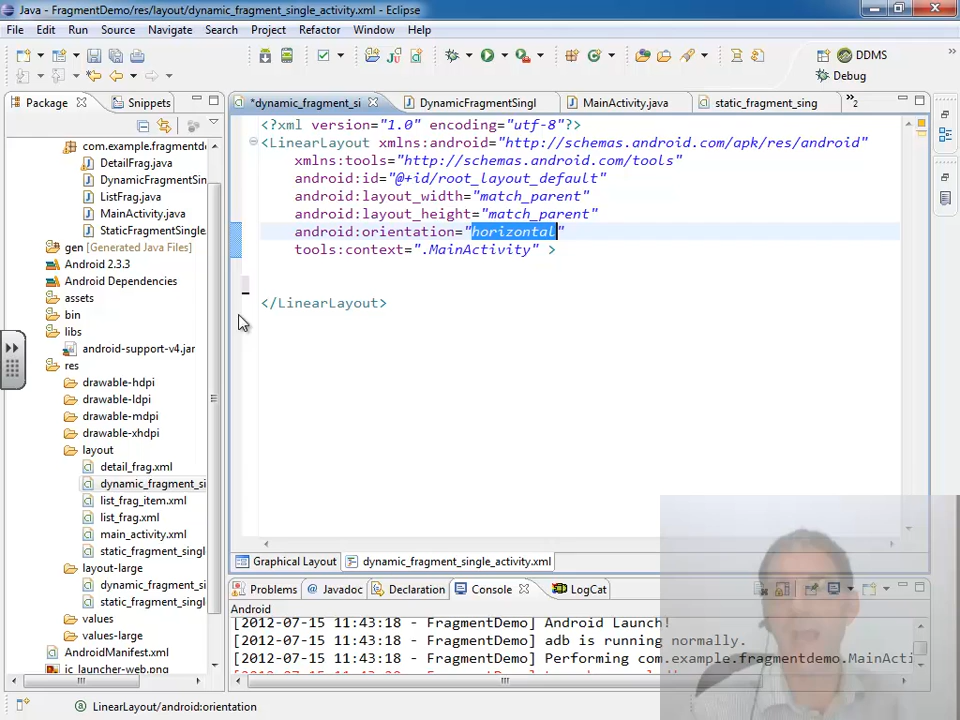 Java - FragmentDemo/res/layout/dynamic_fragment_single_activity.xml - Eclipse
File Edit Run Source Navigate Search Project Refactor Window Help
DDMS
Debug
Package
Snippets
*dynamic_fragment_si
DynamicFragmentSingl
MainActivity.java
static_fragment_sing
2
com.example.fragmentde
DetailFrag.java
DynamicFragmentSin
ListFrag.java
MainActivity.java
StaticFragmentSingle
gen [Generated Java Files]
Android 2.3.3
Android Dependencies
assets
bin
libs
android-support-v4.jar
res
drawable-hdpi
drawable-ldpi
drawable-mdpi
drawable-xhdpi
layout
detail_frag.xml
dynamic_fragment_si
list_frag_item.xml
list_frag.xml
main_activity.xml
static_fragment_singl
layout-large
dynamic_fragment_si
static_fragment_singl
values
values-large
AndroidManifest.xml
ic_launcher-web.png
<?xml version="1.0" encoding="utf-8"?>
<LinearLayout xmlns:android="http://schemas.android.com/apk/res/android"
xmlns:tools="http://schemas.android.com/tools"
android:id="@+id/root_layout_default"
android:layout_width="match_parent"
android:layout_height="match_parent"
android:orientation="horizontal"
tools:context=".MainActivity" >
</LinearLayout>
Graphical Layout
dynamic_fragment_single_activity.xml
Problems
Javadoc
Declaration
Console
LogCat
Android
[2012-07-15 11:43:18 - FragmentDemo] Android Launch!
[2012-07-15 11:43:18 - FragmentDemo] adb is running normally.
[2012-07-15 11:43:18 - FragmentDemo] Performing com.example.fragmentdemo.MainActi
LinearLayout/android:orientation